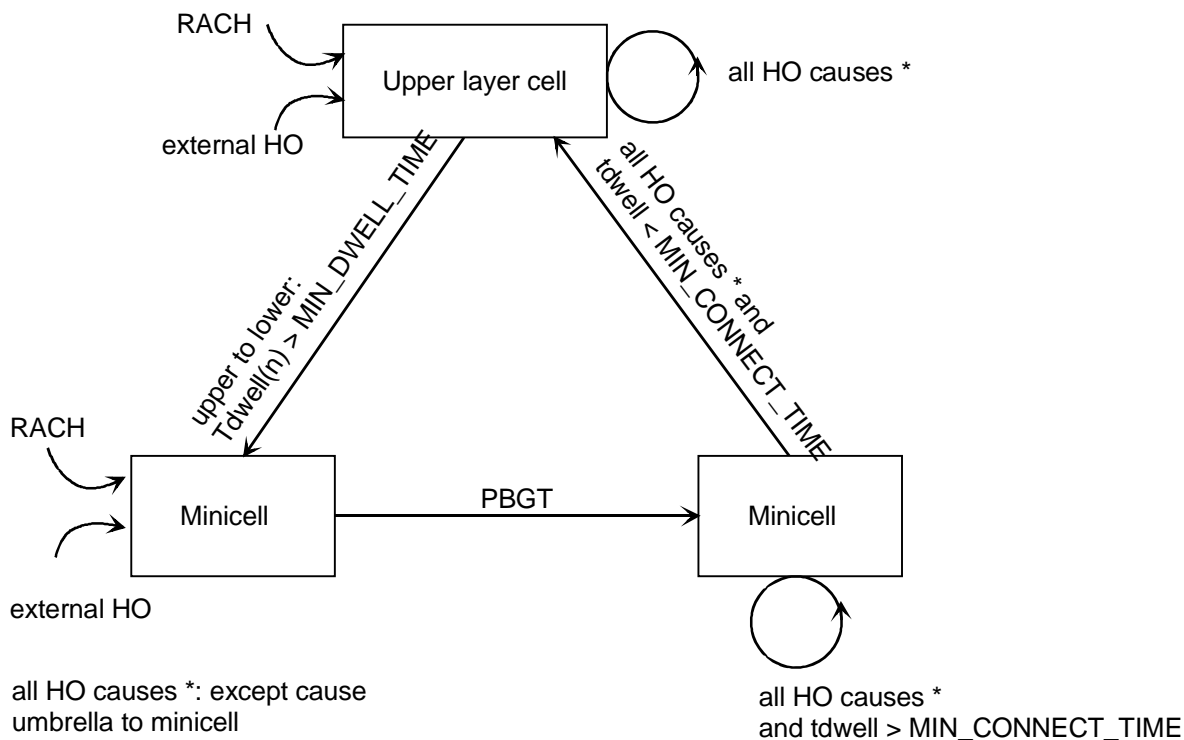 RACH
Upper layer cell
all HO causes *
external HO
upper to lower:
Tdwell(n) > MIN_DWELL_TIME
all HO causes * and
tdwell < MIN_CONNECT_TIME
RACH
Minicell
PBGT
Minicell
external HO
all HO causes *: except cause
umbrella to minicell
all HO causes *
and tdwell > MIN_CONNECT_TIME